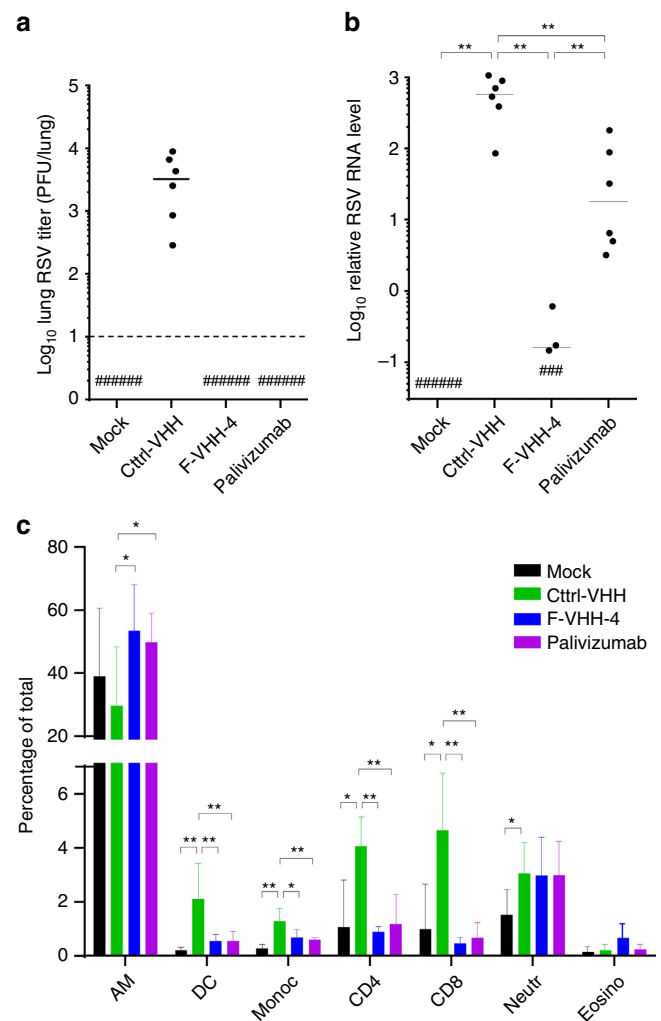 a
Log10 lung RSV titer (PFU/lung)
5
4
3
2
1
0
######
######
######
Mock
Cttrl-VHH
F-VHH-4
Palivizumab
b
**
**
**
**
Log10 relative RSV RNA level
3
2
1
0
−1
######
###
Mock
Cttrl-VHH
F-VHH-4
Palivizumab
c
Percentage of total
80
60
40
20
6
4
2
0
*
*
**
**
**
**
**
*
**
*
**
**
*
**
*
Mock
Cttrl-VHH
F-VHH-4
Palivizumab
AM
DC
Monoc
CD4
CD8
Neutr
Eosino